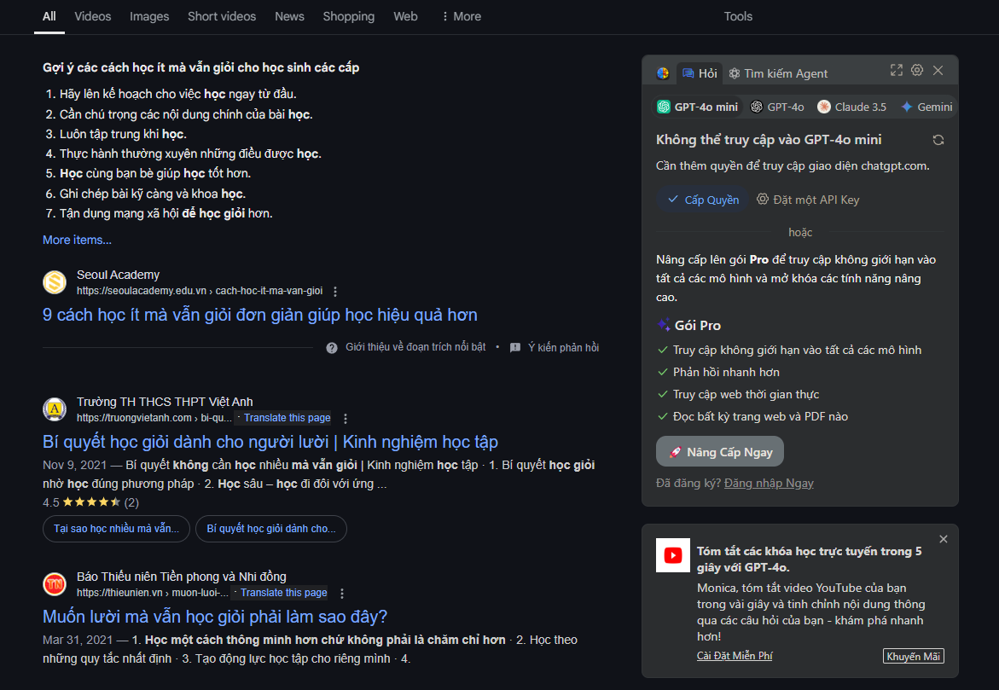 All Videos Images Short videos News Shopping Web More Tools
Gợi ý các cách học ít mà vẫn giỏi cho học sinh các cấp
1. Hãy lên kế hoạch cho việc học ngay từ đầu.
2. Cần chú trọng các nội dung chính của bài học.
3. Luôn tập trung khi học.
4. Thực hành thường xuyên những điều được học.
5. Học cùng bạn bè giúp học tốt hơn.
6. Ghi chép bài kỹ càng và khoa học.
7. Tận dụng mạng xã hội để học giỏi hơn.
More items...
Seoul Academy
https://seoulacademy.edu.vn › cach-hoc-it-ma-van-gioi
9 cách học ít mà vẫn giỏi đơn giản giúp học hiệu quả hơn
Giới thiệu về đoạn trích nổi bật • Ý kiến phản hồi
Trường TH THCS THPT Việt Anh
https://truongvietanh.com › bi-qu... · Translate this page
Bí quyết học giỏi dành cho người lười | Kinh nghiệm học tập
Nov 9, 2021 — Bí quyết không cần học nhiều mà vẫn giỏi | Kinh nghiệm học tập · 1. Bí quyết học giỏi
nhờ học đúng phương pháp · 2. Học sâu – học đi đôi với ứng ...
4.5 ★★★★★ (2)
Tại sao học nhiều mà vẫn...
Bí quyết học giỏi dành cho...
TN
Báo Thiếu niên Tiền phong và Nhi đồng
https://thieunien.vn › muon-luoi-... · Translate this page
Muốn lười mà vẫn học giỏi phải làm sao đây?
Mar 31, 2021 — 1. Học một cách thông minh hơn chứ không phải là chăm chỉ hơn · 2. Học theo
những quy tắc nhất định · 3. Tạo động lực học tập cho riêng mình · 4.
Hỏi Tìm kiếm Agent
GPT-4o mini GPT-4o Claude 3.5 Gemini
Không thể truy cập vào GPT-4o mini
Cần thêm quyền để truy cập giao diện chatgpt.com.
Cấp Quyền Đặt một API Key
hoặc
Nâng cấp lên gói Pro để truy cập không giới hạn vào
tất cả các mô hình và mở khóa các tính năng nâng
cao.
Gói Pro
Truy cập không giới hạn vào tất cả các mô hình
Phản hồi nhanh hơn
Truy cập web thời gian thực
Đọc bất kỳ trang web và PDF nào
Nâng Cấp Ngay
Đã đăng ký? Đăng nhập Ngay
Tóm tắt các khóa học trực tuyến trong 5
giây với GPT-4o.
Monica, tóm tắt video YouTube của bạn
trong vài giây và tinh chỉnh nội dung thông
qua các câu hỏi của bạn - khám phá nhanh
hơn!
Cài Đặt Miễn Phí
Khuyến Mãi